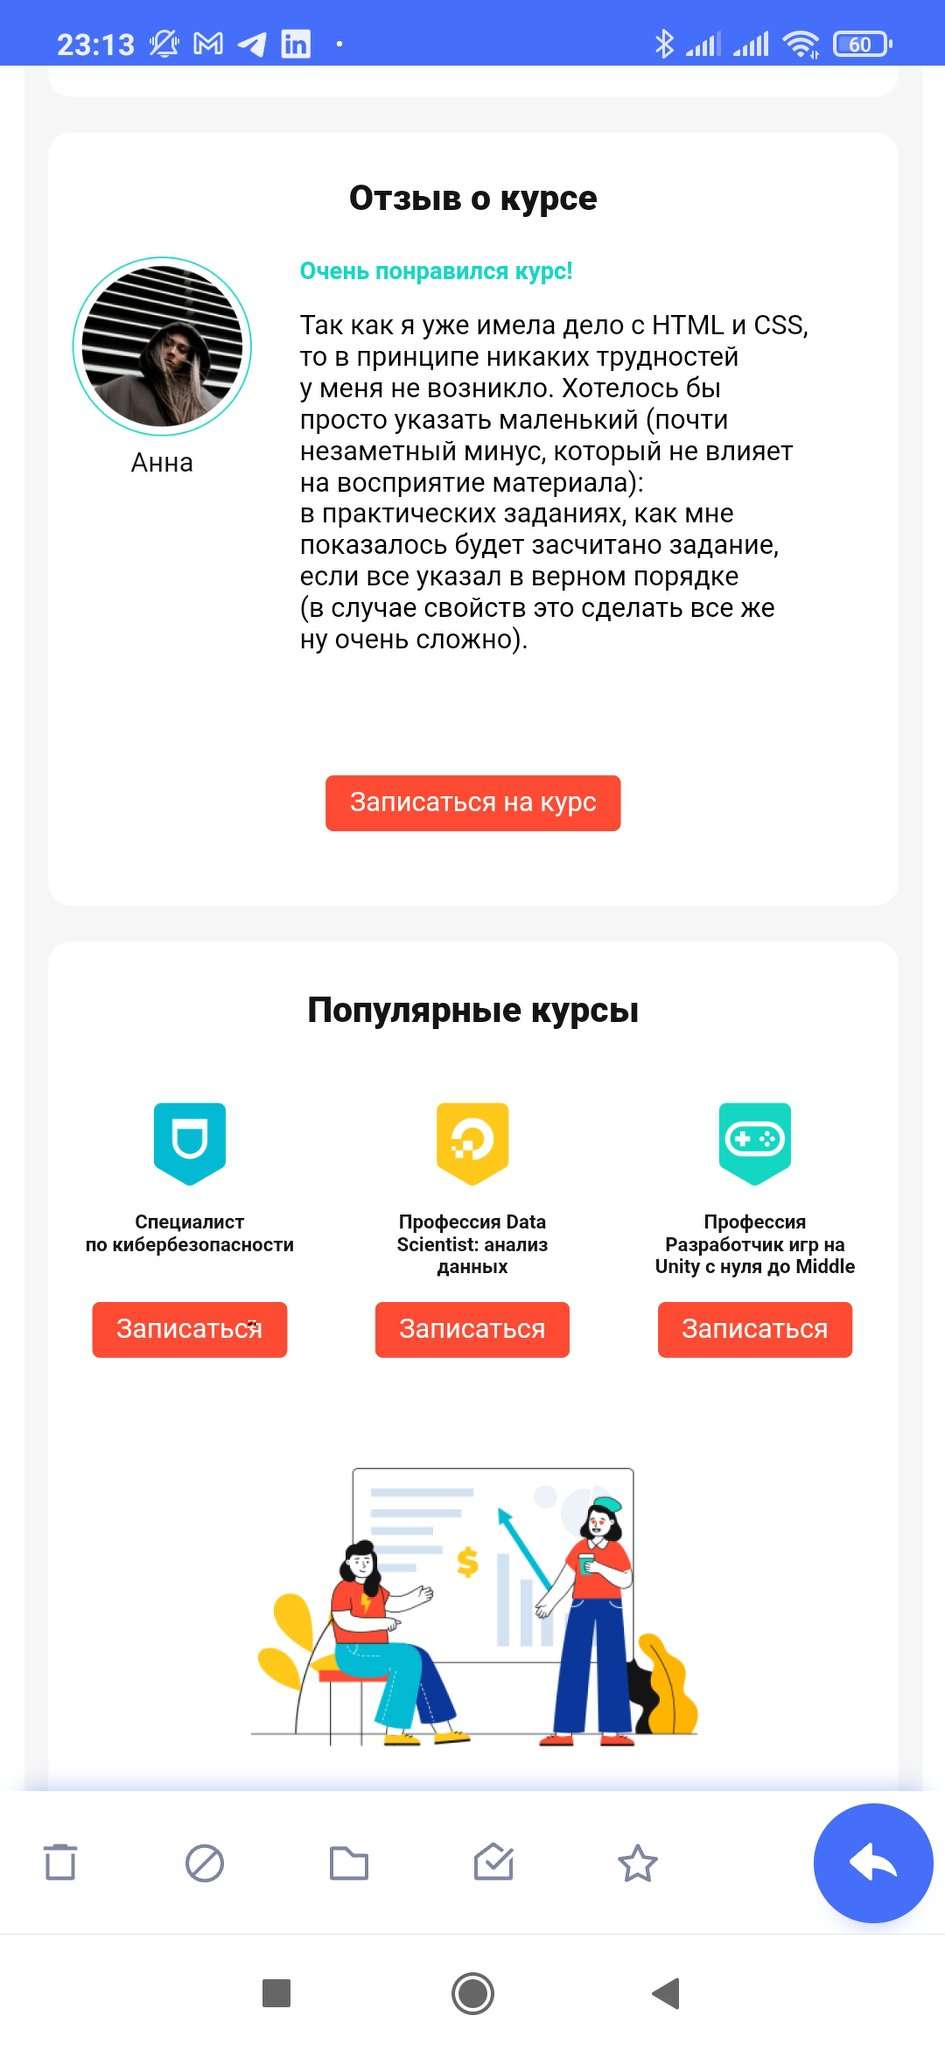 23:13
60
Отзыв о курсе
Очень понравился курс!
Так как я уже имела дело с HTML и CSS,
то в принципе никаких трудностей
у меня не возникло. Хотелось бы
просто указать маленький (почти
незаметный минус, который не влияет
на восприятие материала):
в практических заданиях, как мне
показалось будет засчитано задание,
если все указал в верном порядке
(в случае свойств это сделать все же
ну очень сложно).
Анна
Записаться на курс
Популярные курсы
Специалист
по кибербезопасности
Записаться
Профессия Data
Scientist: анализ
данных
Записаться
Профессия
Разработчик игр на
Unity с нуля до Middle
Записаться
$